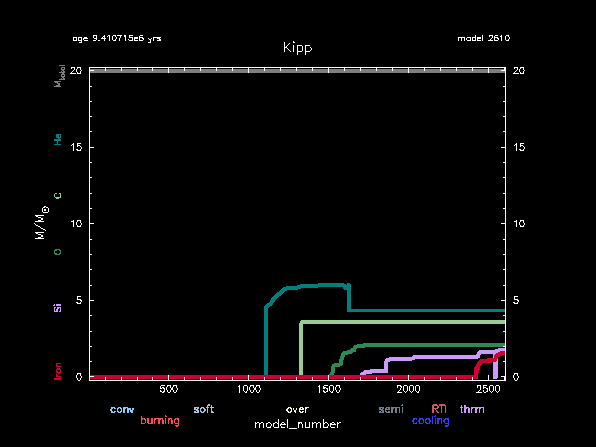 age 9.410715e6 yrs
model 2610
Kipp
20
15
10
5
0
20
15
10
5
0
M/M⊙
M_total
He
C
O
Si
Iron
500 1000 1500 2000 2500
conv soft over semi RTI thrm
burning cooling
model_number